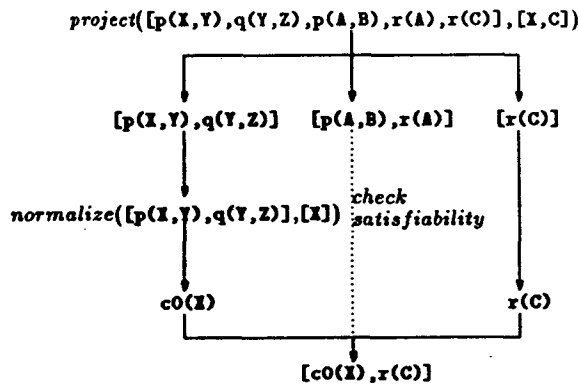 project([p(X,Y),q(Y,Z),p(A,B),r(A),r(C)],[X,C])
[p(X,Y),q(Y,Z)] [p(A,B),r(A)] [r(C)]
normalize([p(X,Y),q(Y,Z)],[X]) check
satisfiability
c0(X) r(C)
[c0(X),r(C)]